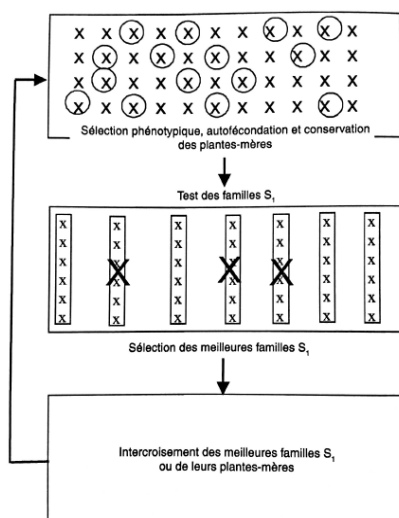 x x x x x x x x x x x
x x x x x x x x x x x
x x x x x x x x x x x
x x x x x x x x x x x
Sélection phénotypique, autofécondation et conservation
des plantes-mères
Test des familles S₁
x x x x x x x
x x x x x x x
x X x X X x x
x x x x x x x
x x x x x x x
x x x x x x x
Sélection des meilleures familles S₁
Intercroisement des meilleures familles S₁
ou de leurs plantes-mères